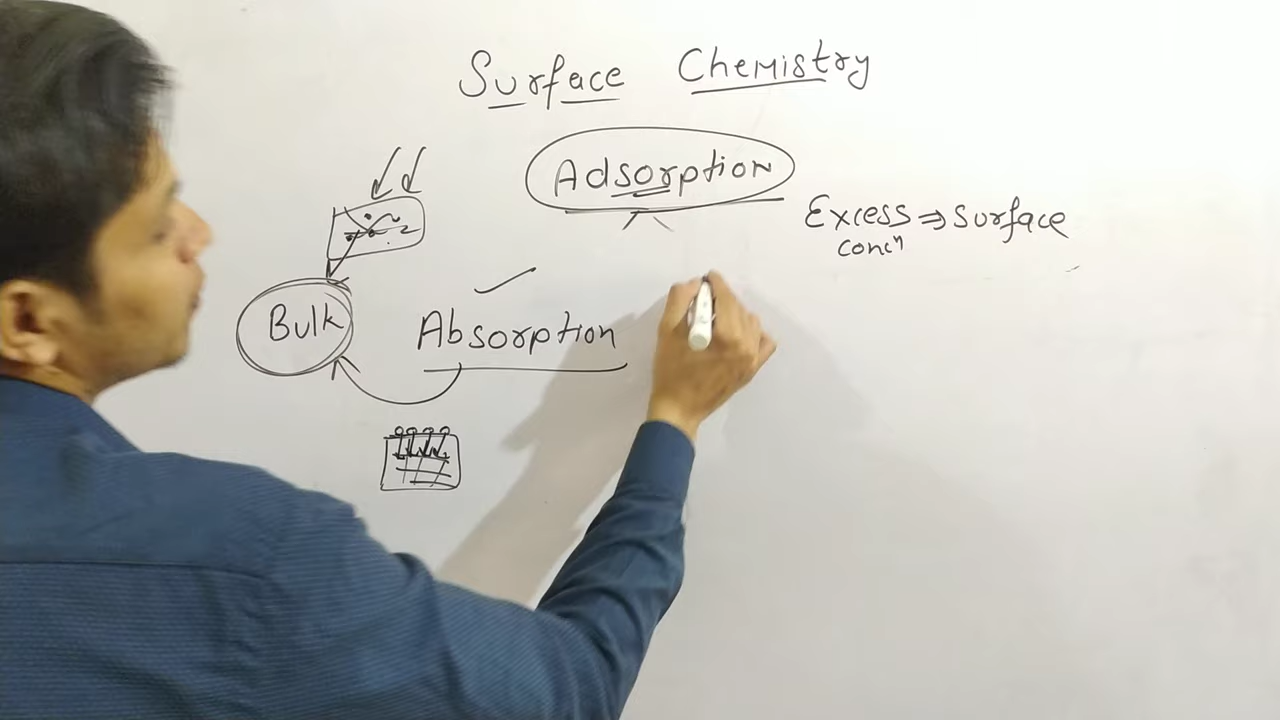 Surface Chemistry
Adsorption
Excess ⇒ Surface
concⁿ
Bulk
Absorption